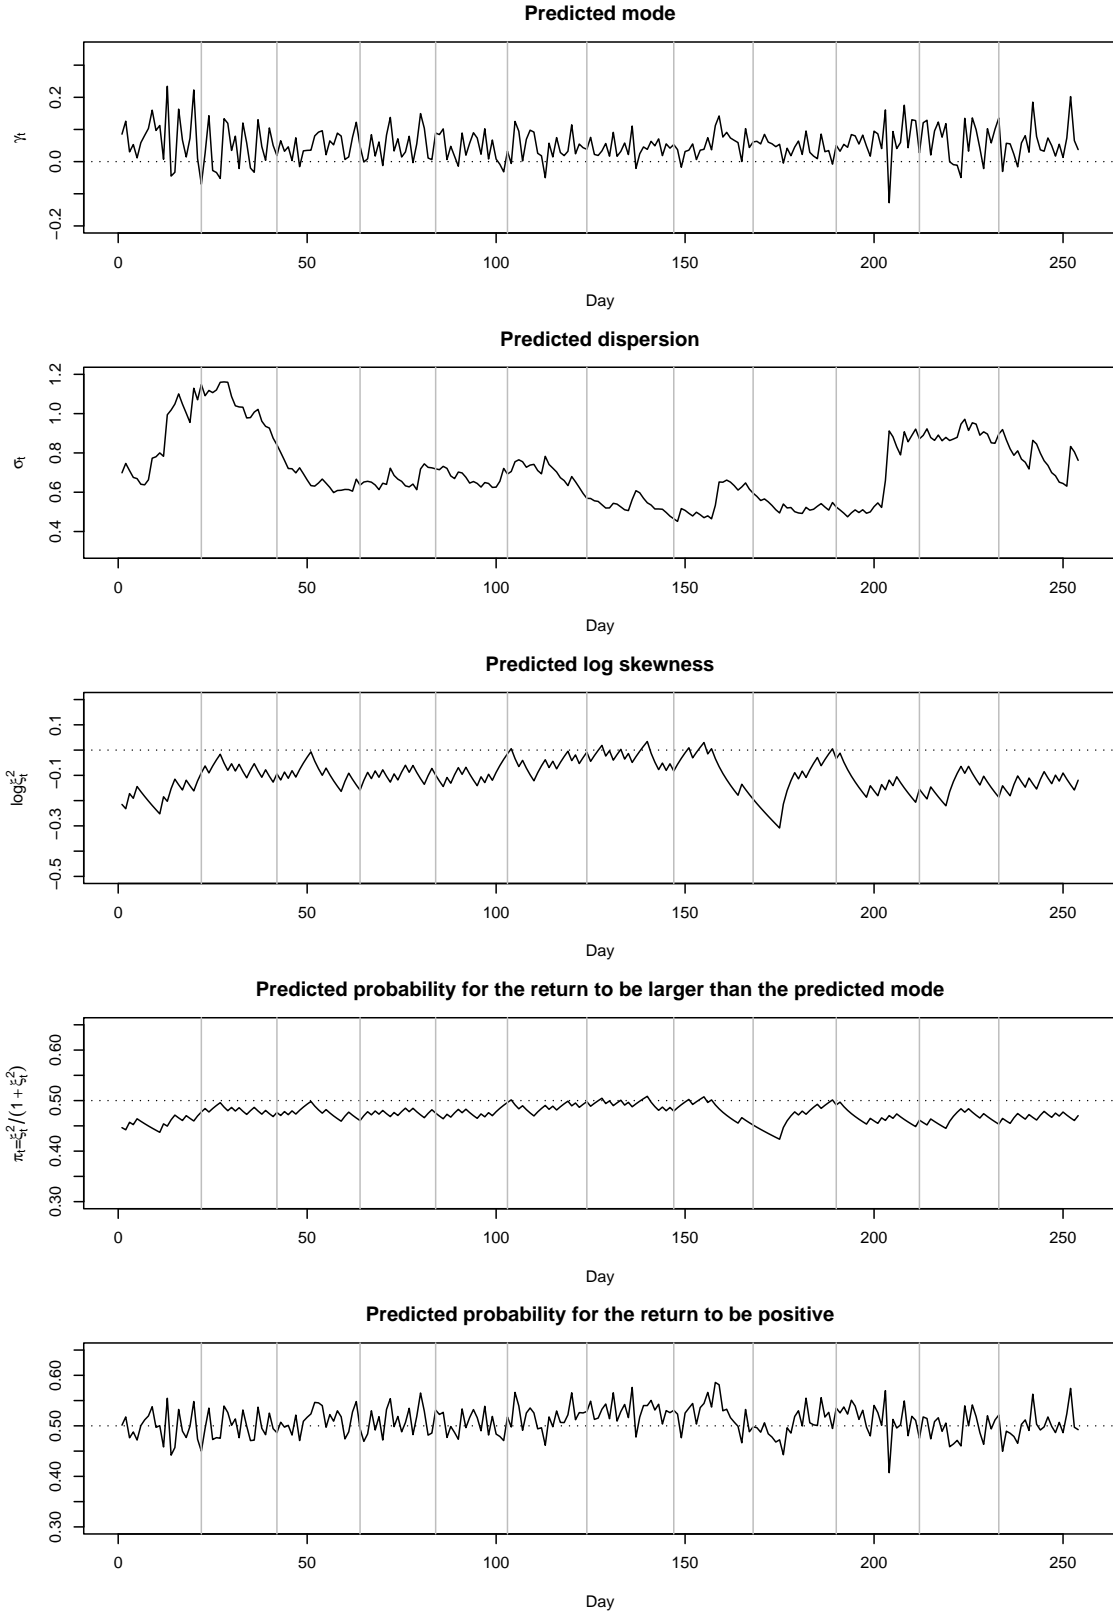 Predicted mode
γt
−0.2 0.0 0.2
0 50 100 150 200 250
Day
Predicted dispersion
σt
0.4 0.6 0.8 1.0 1.2
0 50 100 150 200 250
Day
Predicted log skewness
logξt2
−0.5 −0.3 −0.1 0.1
0 50 100 150 200 250
Day
Predicted probability for the return to be larger than the predicted mode
πt=ξt2/(1+ξt2)
0.30 0.40 0.50 0.60
0 50 100 150 200 250
Day
Predicted probability for the return to be positive
0.30 0.40 0.50 0.60
0 50 100 150 200 250
Day